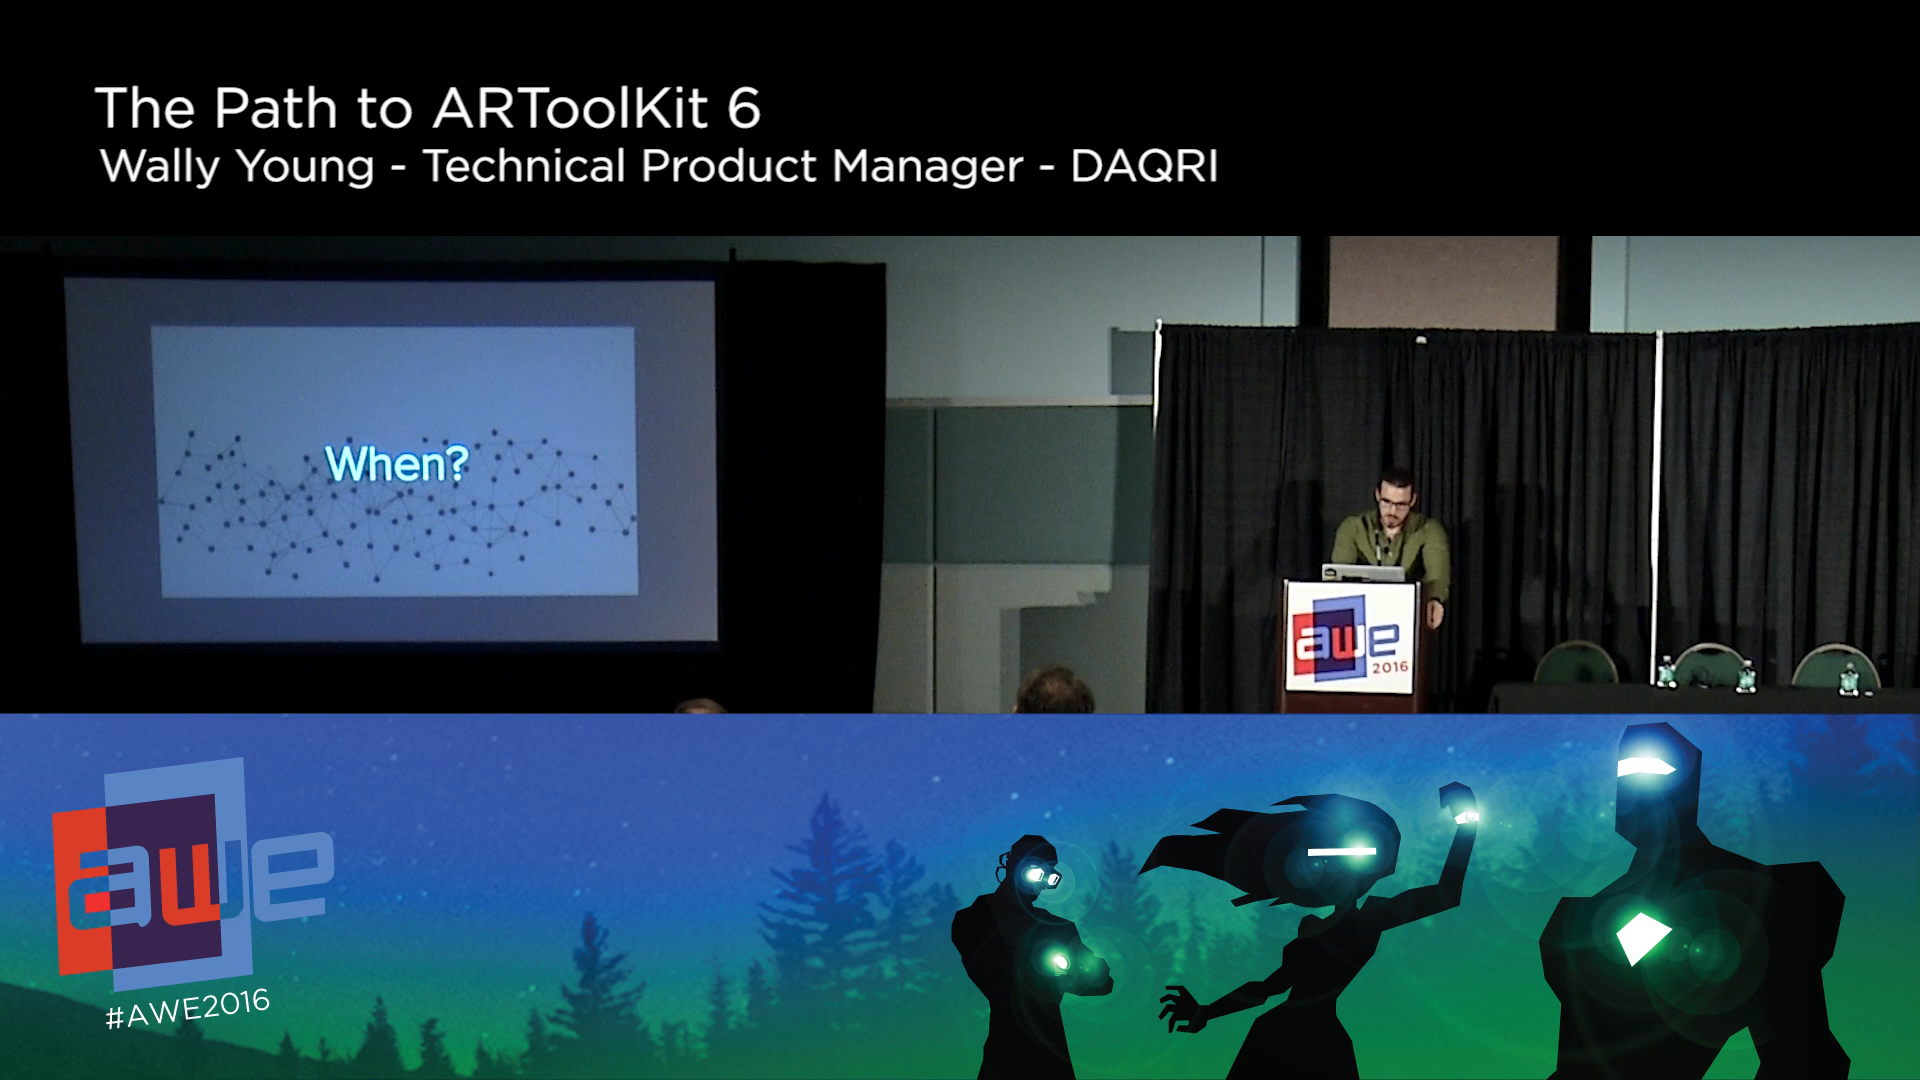 The Path to ARToolKit 6
Wally Young - Technical Product Manager - DAQRI
When?
awe
2016
awe
#AWE2016